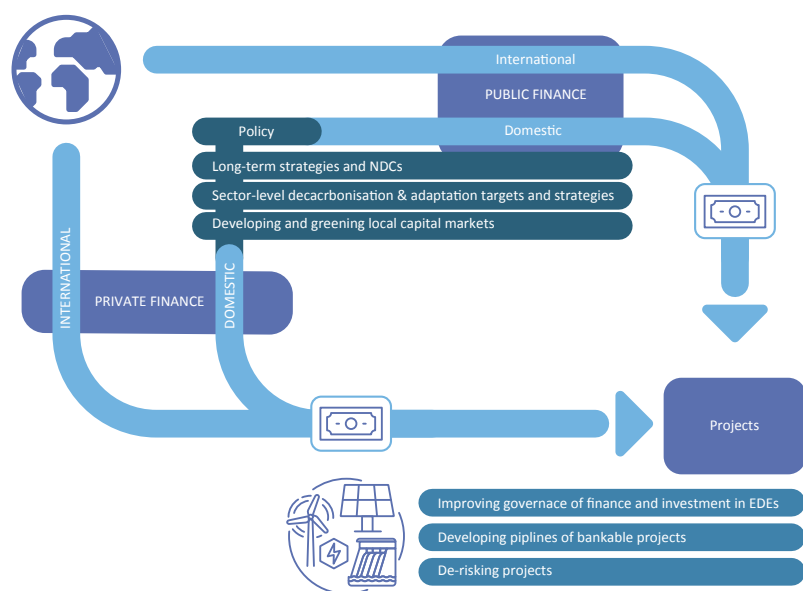 International
PUBLIC FINANCE
Policy
Domestic
Long-term strategies and NDCs
Sector-level decacrbonisation & adaptation targets and strategies
Developing and greening local capital markets
INTERNATIONAL
PRIVATE FINANCE
DOMESTIC
Projects
Improving governace of finance and investment in EDEs
Developing piplines of bankable projects
De-risking projects